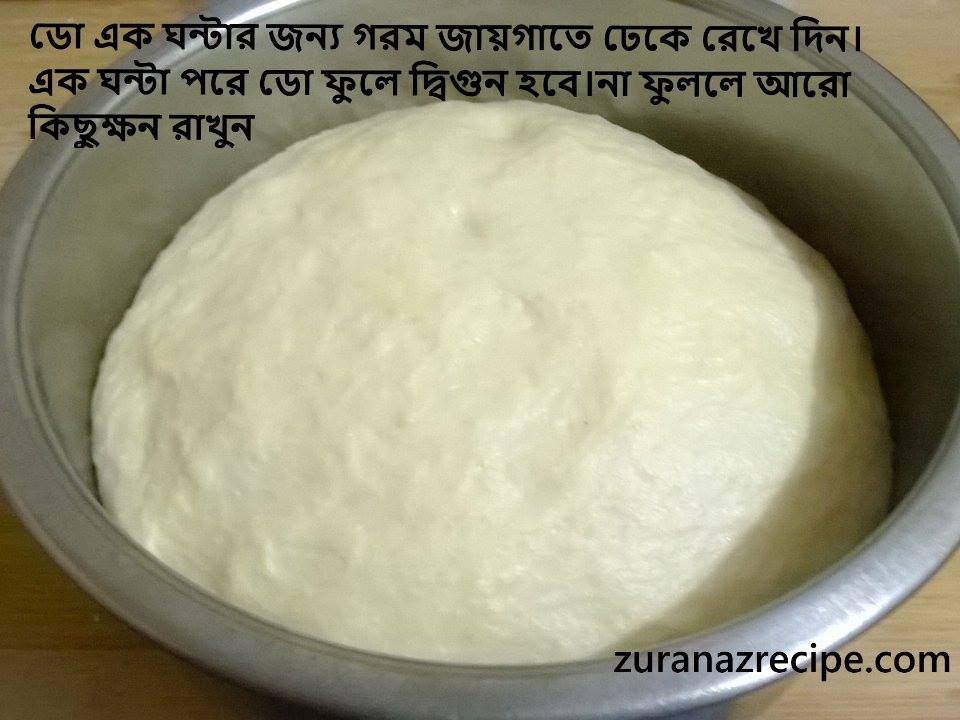 ডো এক ঘন্টার জন্য গরম জায়গাতে ঢেকে রেখে দিন।
এক ঘন্টা পরে ডো ফুলে দ্বিগুন হবে।না ফুললে আরো
কিছুক্ষন রাখুন
zuranazrecipe.com